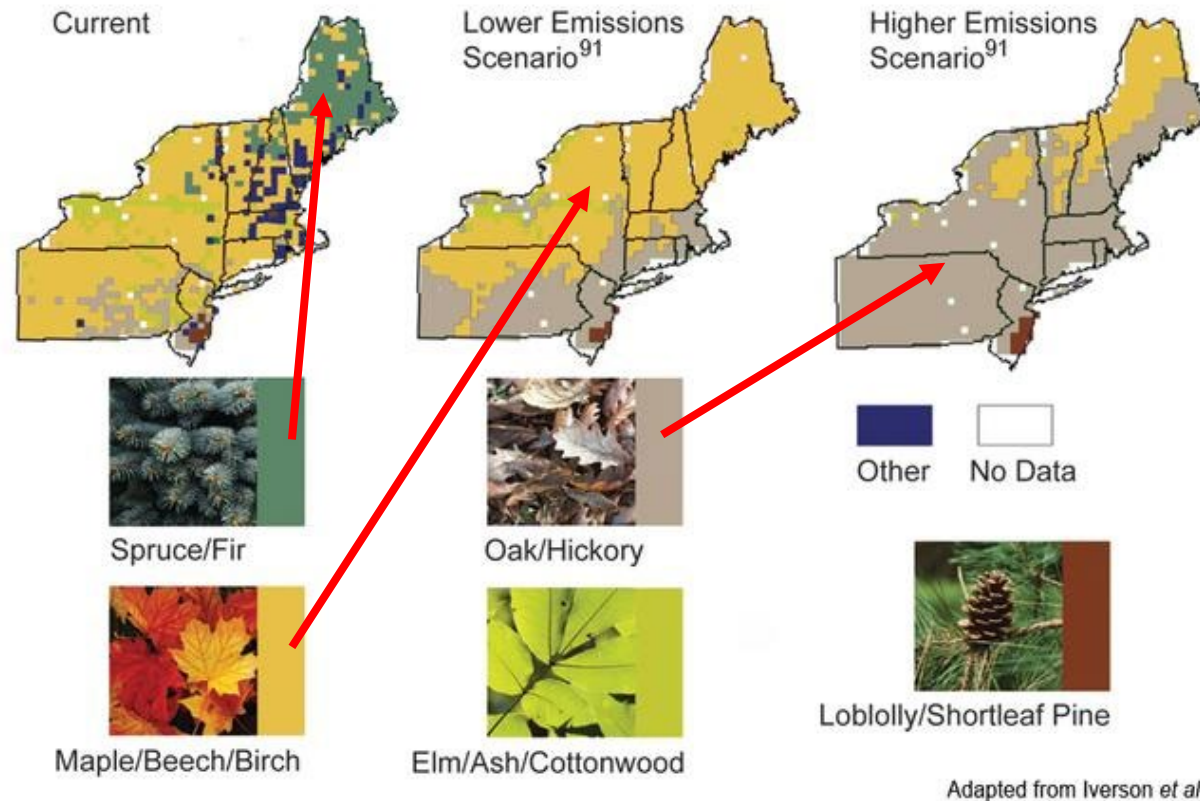 Current
Lower Emissions
Scenario91
Higher Emissions
Scenario91
Spruce/Fir
Oak/Hickory
Other
No Data
Maple/Beech/Birch
Elm/Ash/Cottonwood
Loblolly/Shortleaf Pine
Adapted from Iverson et al